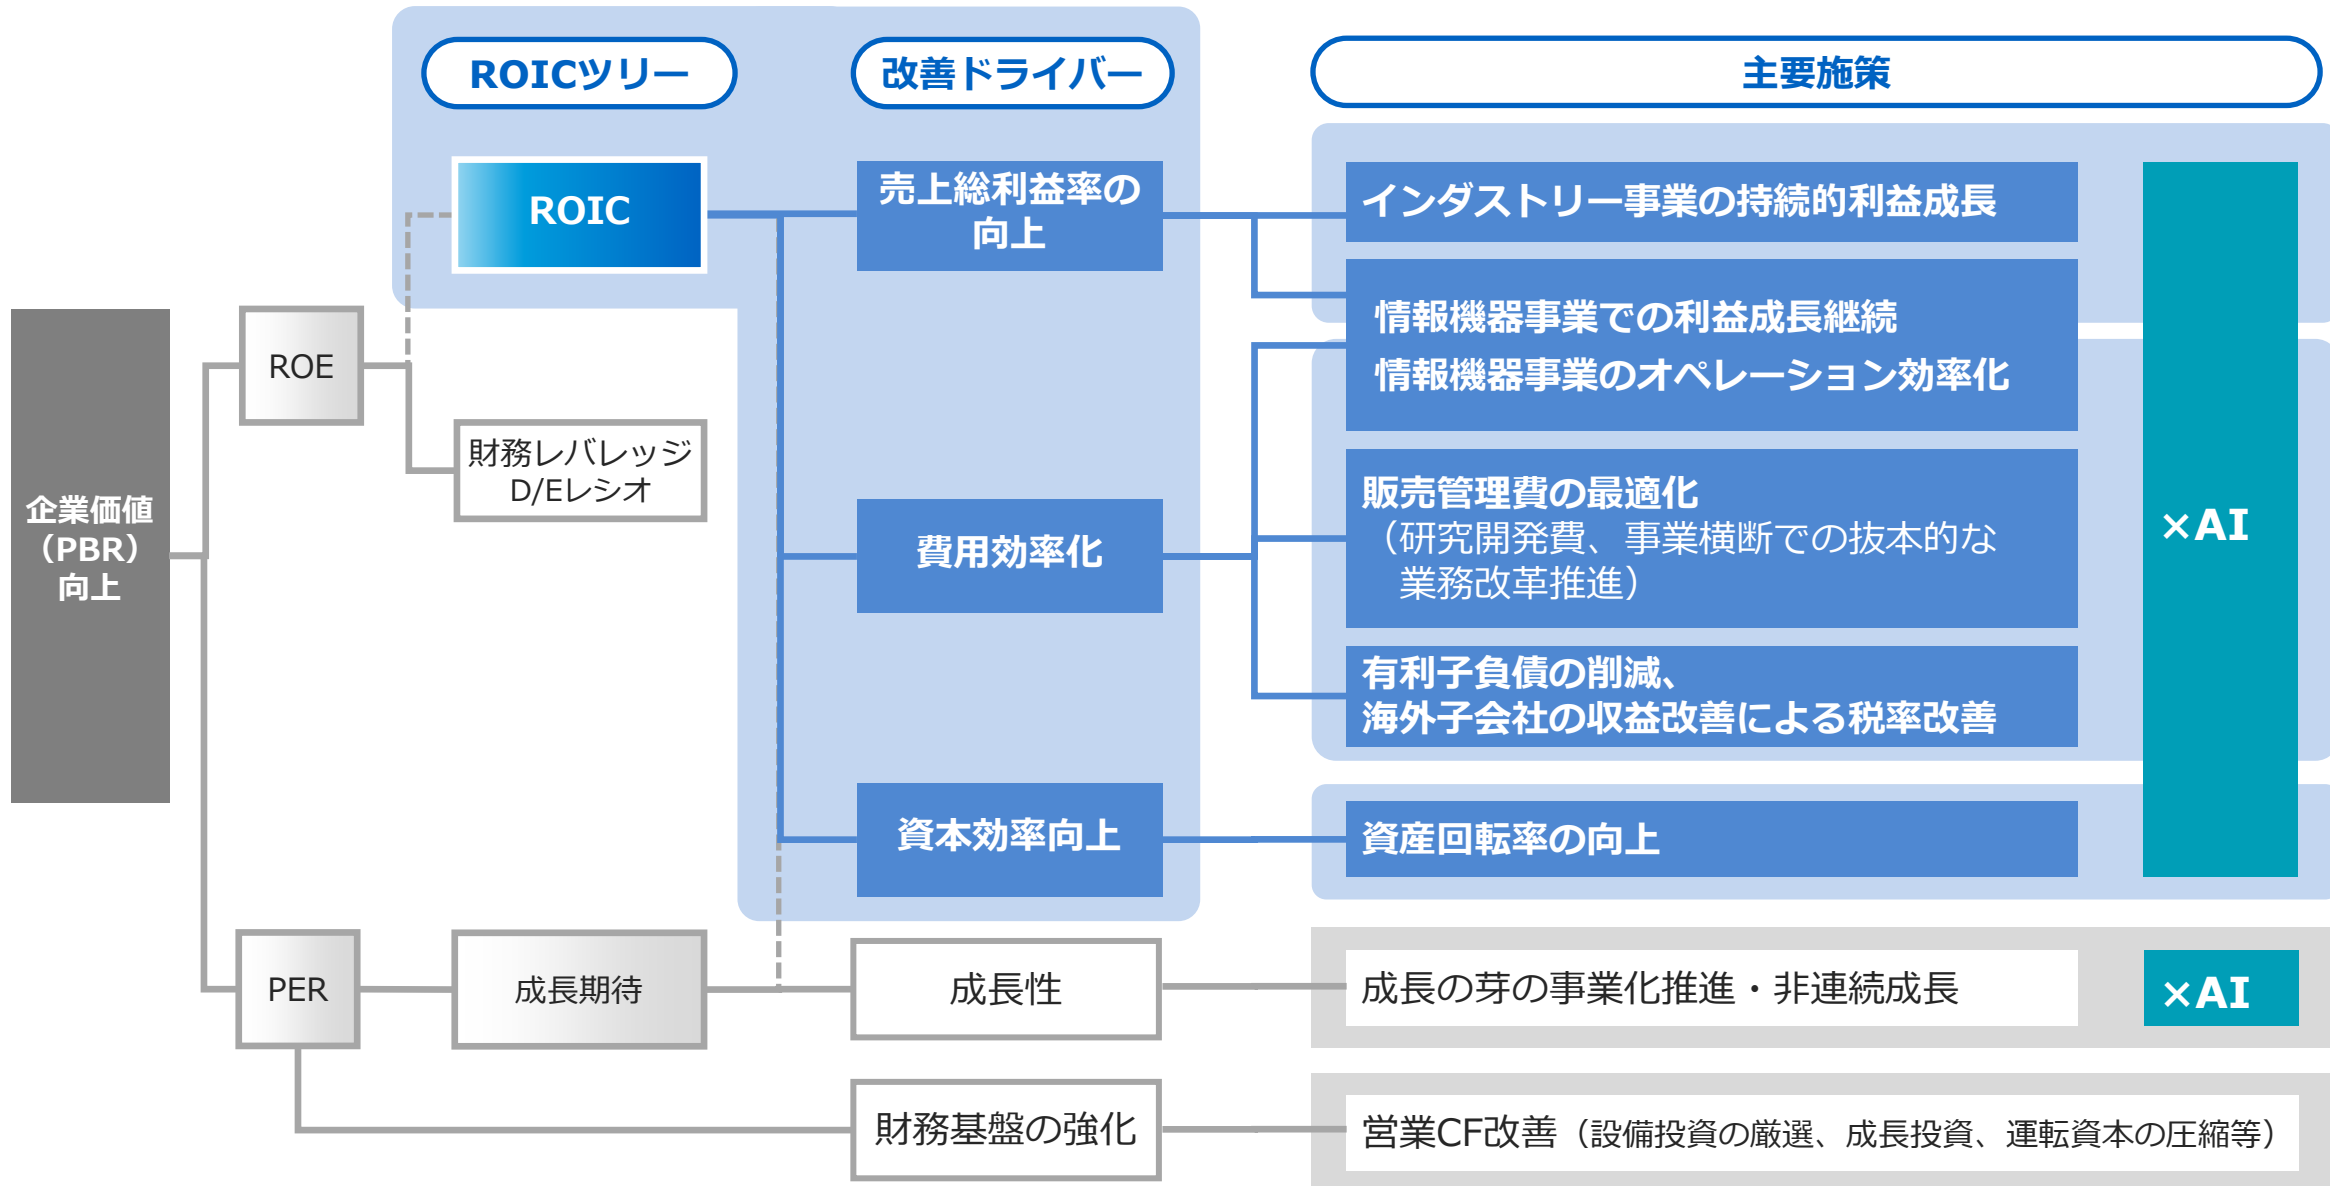 ROICツリー
改善ドライバー
主要施策
企業価値
（PBR）
向上
ROE
ROIC
財務レバレッジ
D/Eレシオ
売上総利益率の
向上
費用効率化
資本効率向上
インダストリー事業の持続的利益成長
情報機器事業での利益成長継続
情報機器事業のオペレーション効率化
販売管理費の最適化
（研究開発費、事業横断での抜本的な
業務改革推進）
有利子負債の削減、
海外子会社の収益改善による税率改善
資産回転率の向上
×AI
PER
成長期待
成長性
成長の芽の事業化推進・非連続成長
×AI
財務基盤の強化
営業CF改善（設備投資の厳選、成長投資、運転資本の圧縮等）